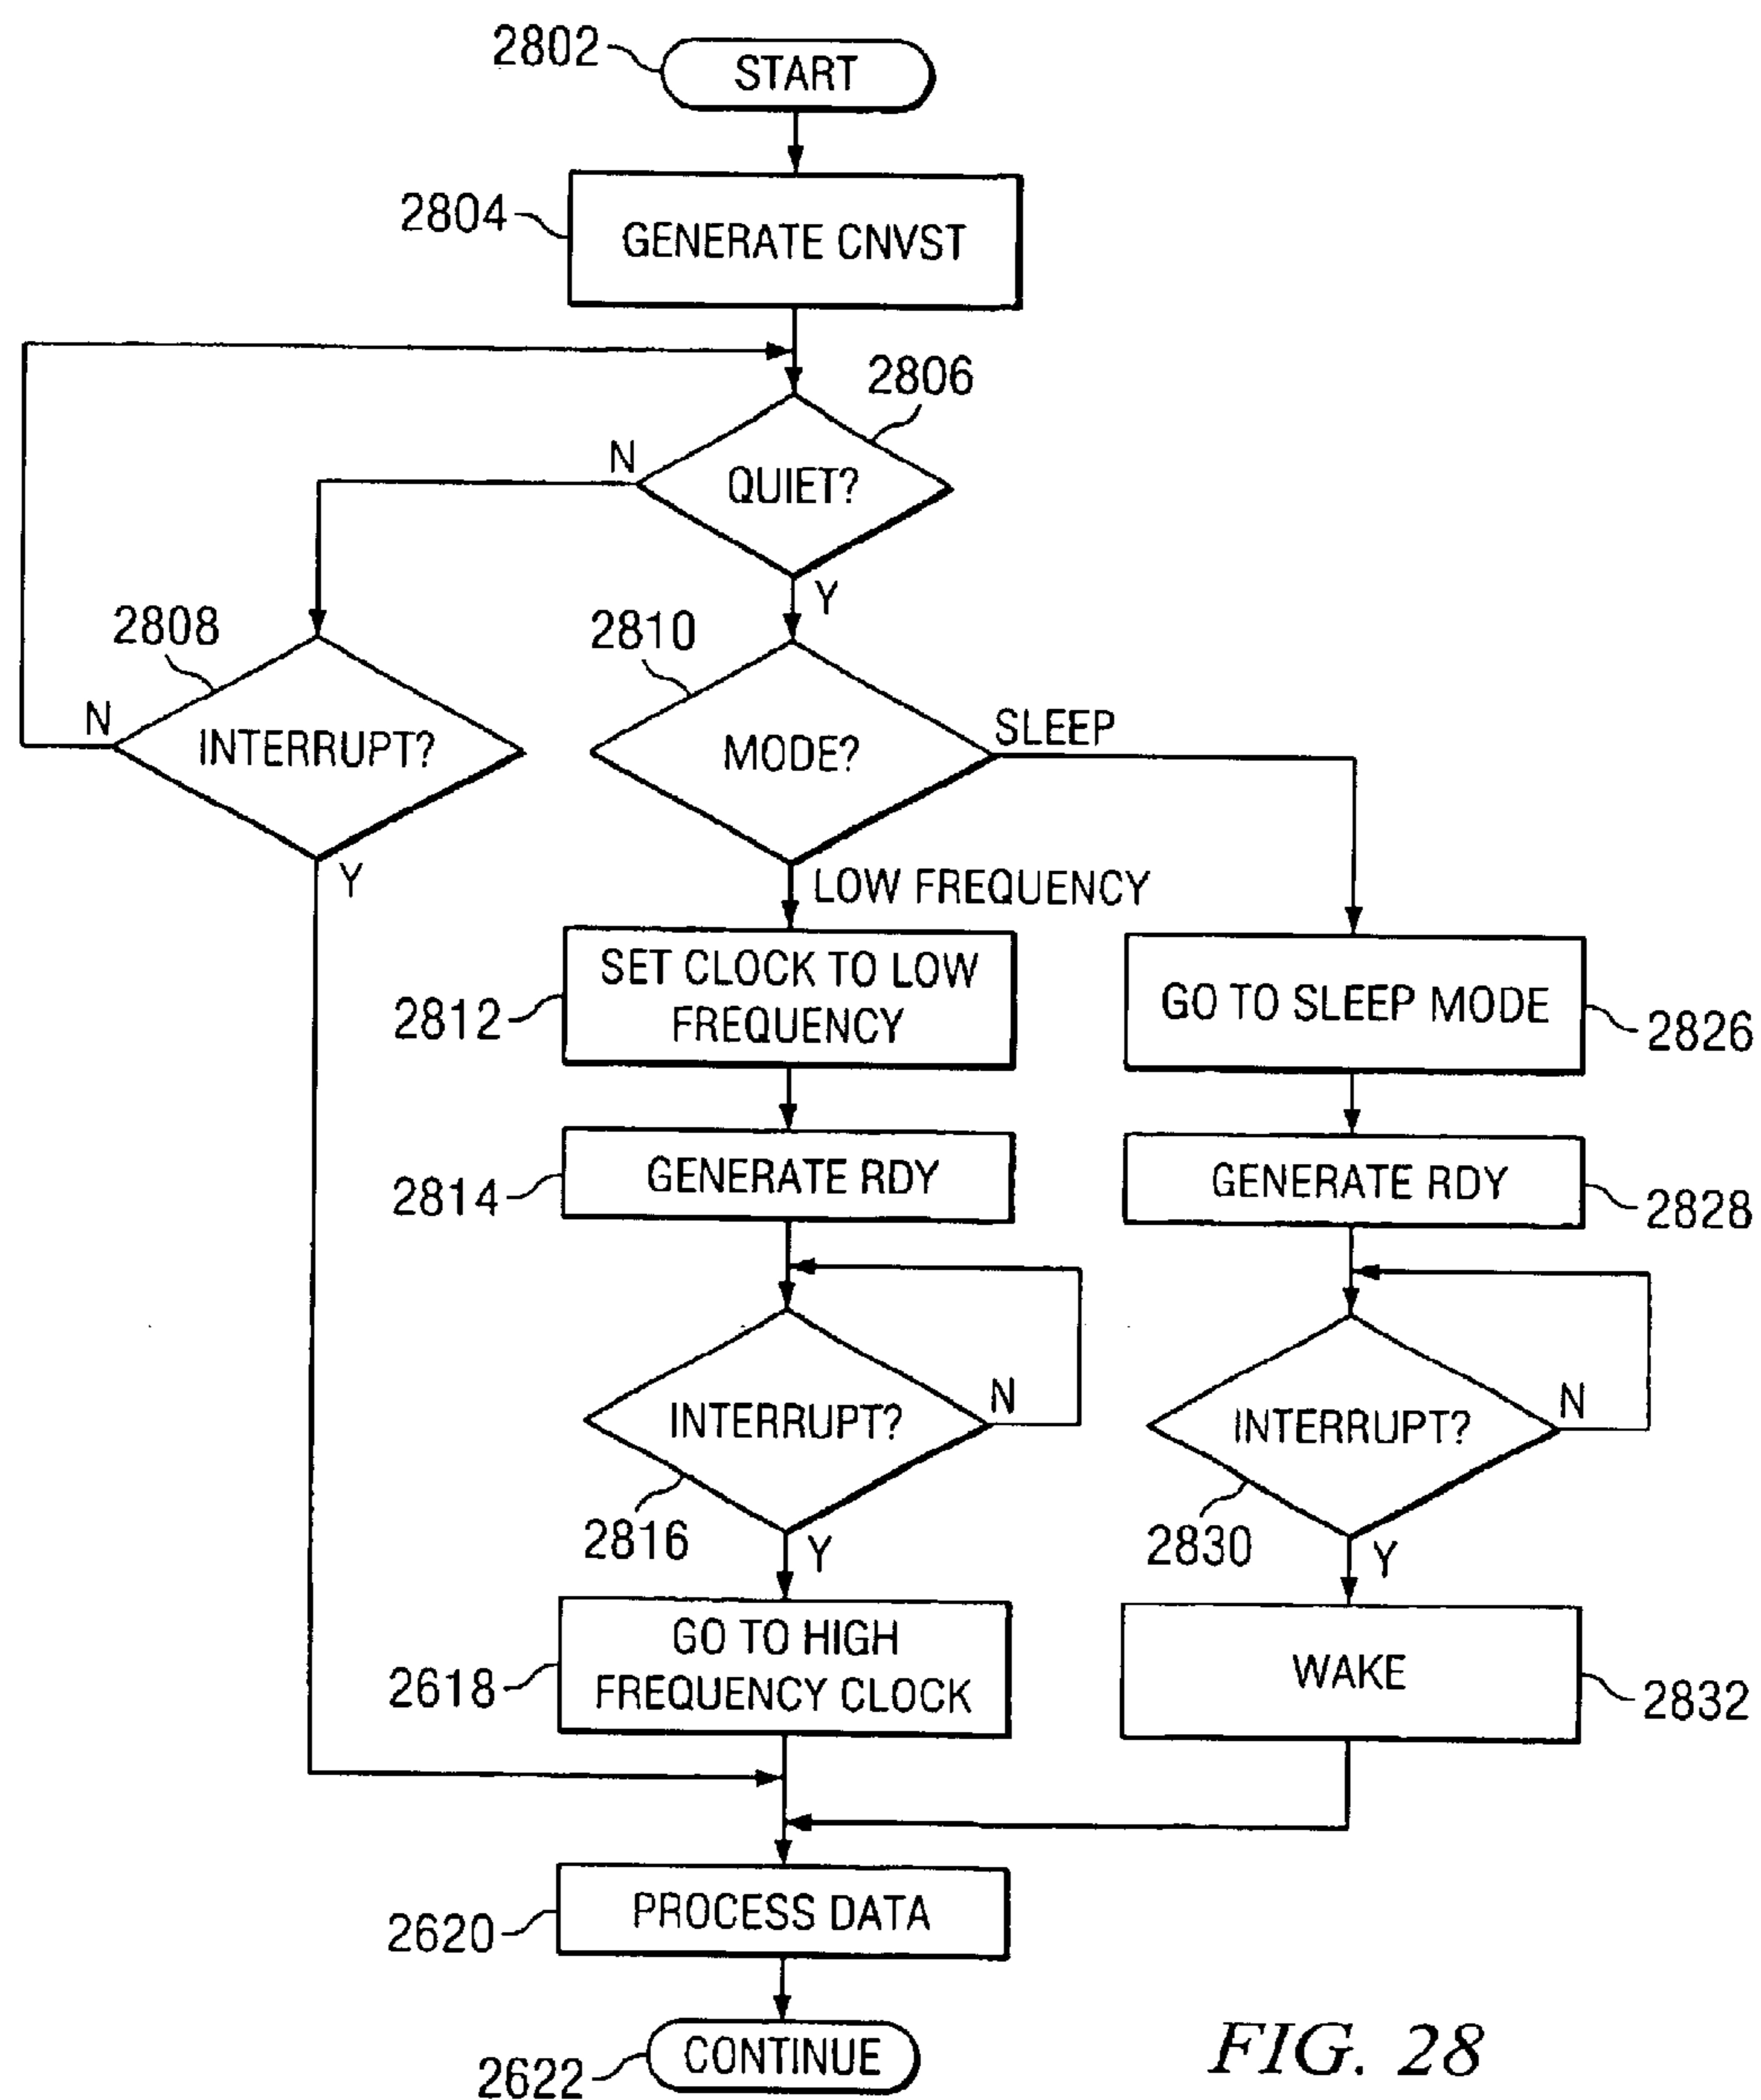 2802
START
2804
GENERATE CNVST
2806
N
QUIET?
Y
2808
2810
N
INTERRUPT?
MODE?
SLEEP
Y
LOW FREQUENCY
2812
SET CLOCK TO LOW
FREQUENCY
GO TO SLEEP MODE
2826
2814
GENERATE RDY
GENERATE RDY
2828
INTERRUPT?
N
INTERRUPT?
N
2816
Y
2830
Y
2618
GO TO HIGH
FREQUENCY CLOCK
WAKE
2832
2620
PROCESS DATA
2622
CONTINUE
FIG. 28